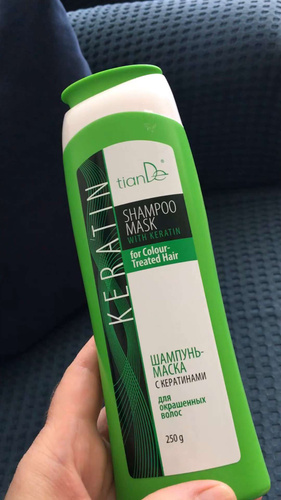 KERATIN
tianDe
SHAMPOO
MASK
WITH KERATIN
for Colour-
Treated Hair
ШАМПУНЬ-
МАСКА
С КЕРАТИНАМИ
для
окрашенных
волос
250 g